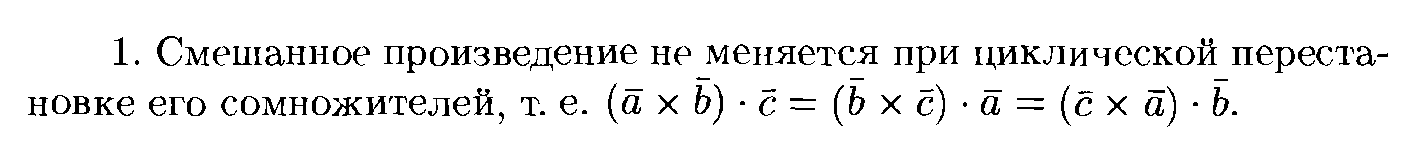 1. Смешанное произведение не меняется при циклической переста-
новке его сомножителей, т. е. (a̅ × b̅) · c̅ = (b̅ × c̅) · a̅ = (c̅ × a̅) · b̅.